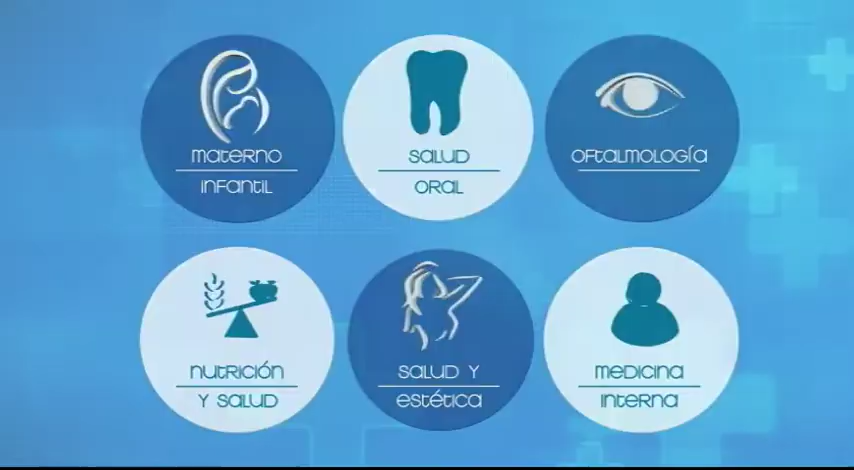 MATERNO
INFANTIL
SALUD
ORAL
OFTALMOLOGÍA
NUTRICIÓN
Y SALUD
SALUD Y
ESTÉTICA
MEDICINA
INTERNA